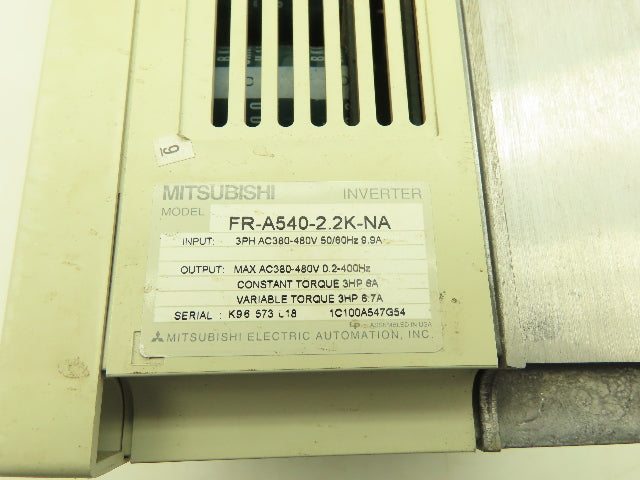 6
MITSUBISHI INVERTER
MODEL FR-A540-2.2K-NA
INPUT: 3PH AC380-480V 50/60Hz 9.9A
OUTPUT: MAX AC380-480V 0.2-400Hz
CONSTANT TORQUE 3HP 6A
VARIABLE TORQUE 3HP 6.7A
SERIAL : K96 573 L18 1C100A547G54
ASSEMBLED IN USA
MITSUBISHI ELECTRIC AUTOMATION, INC.